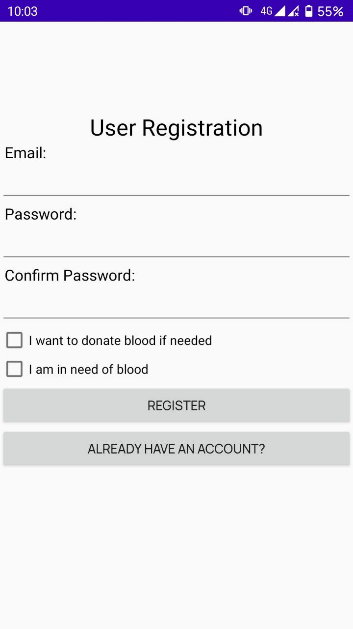 10:03 4G 55%
User Registration
Email:
Password:
Confirm Password:
I want to donate blood if needed
I am in need of blood
REGISTER
ALREADY HAVE AN ACCOUNT?